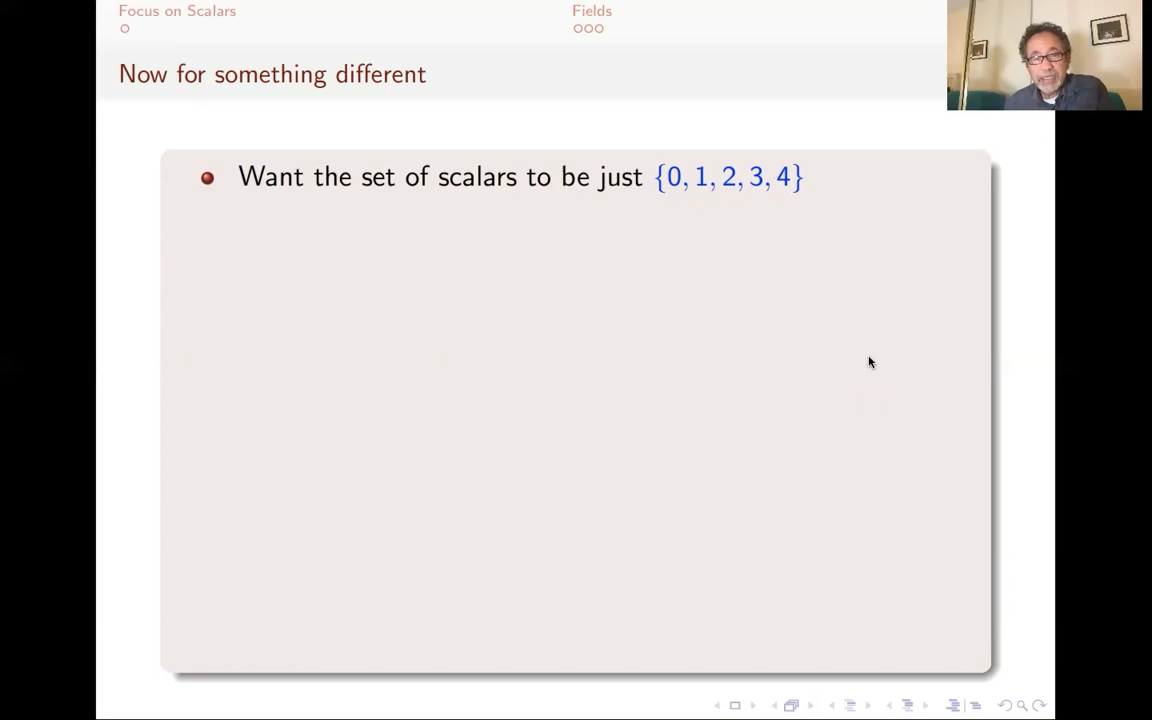 Focus on Scalars
Fields
Now for something different
Want the set of scalars to be just {0, 1, 2, 3, 4}